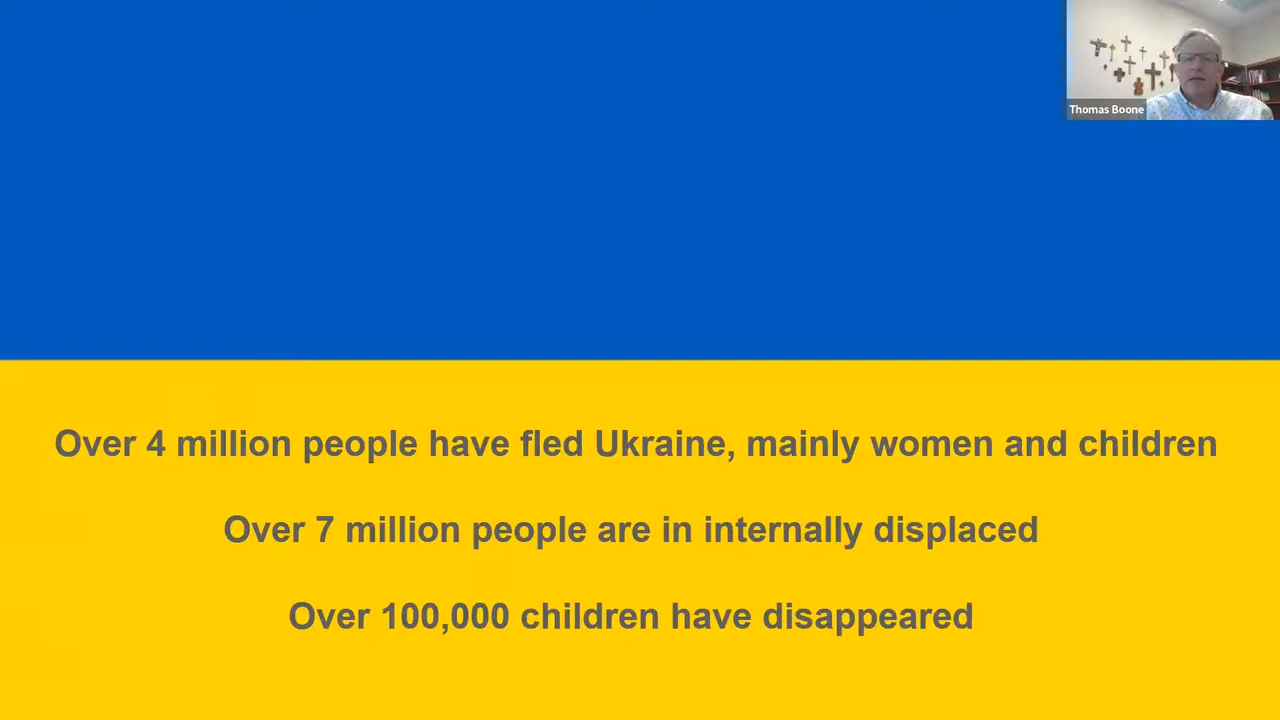 Thomas Boone
Over 4 million people have fled Ukraine, mainly women and children
Over 7 million people are in internally displaced
Over 100,000 children have disappeared